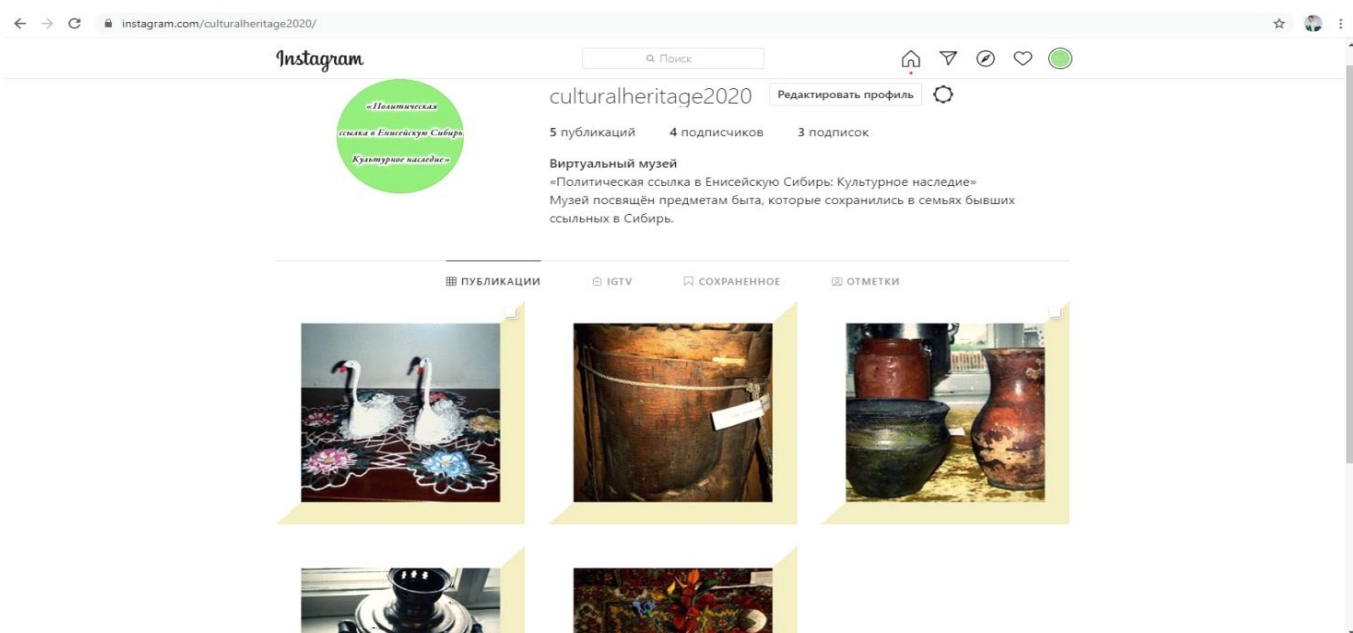 instagram.com/culturalheritage2020/
Instagram
Поиск
«Политическая
ссылка в Енисейскую Сибирь
Культурное наследие»
culturalheritage2020 Редактировать профиль
5 публикаций 4 подписчиков 3 подписок
Виртуальный музей
«Политическая ссылка в Енисейскую Сибирь: Культурное наследие»
Музей посвящён предметам быта, которые сохранились в семьях бывших
ссыльных в Сибирь.
ПУБЛИКАЦИИ IGTV СОХРАНЕННОЕ ОТМЕТКИ